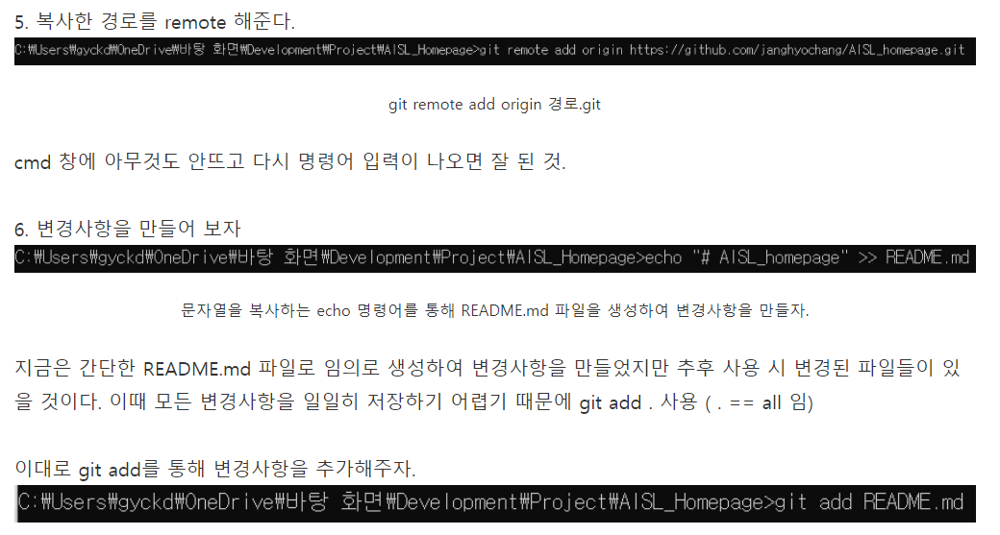 5. 복사한 경로를 remote 해준다.
C:₩Users₩gyckd₩OneDrive₩바탕 화면₩Development₩Project₩AISL_Homepage>git remote add origin https://github.com/janghyochang/AISL_homepage.git
git remote add origin 경로.git
cmd 창에 아무것도 안뜨고 다시 명령어 입력이 나오면 잘 된 것.
6. 변경사항을 만들어 보자
C:₩Users₩gyckd₩OneDrive₩바탕 화면₩Development₩Project₩AISL_Homepage>echo "# AISL_homepage" >> README.md
문자열을 복사하는 echo 명령어를 통해 README.md 파일을 생성하여 변경사항을 만들자.
지금은 간단한 README.md 파일로 임의로 생성하여 변경사항을 만들었지만 추후 사용 시 변경된 파일들이 있
을 것이다. 이때 모든 변경사항을 일일히 저장하기 어렵기 때문에 git add . 사용 ( . == all 임)
이대로 git add를 통해 변경사항을 추가해주자.
C:₩Users₩gyckd₩OneDrive₩바탕 화면₩Development₩Project₩AISL_Homepage>git add README.md